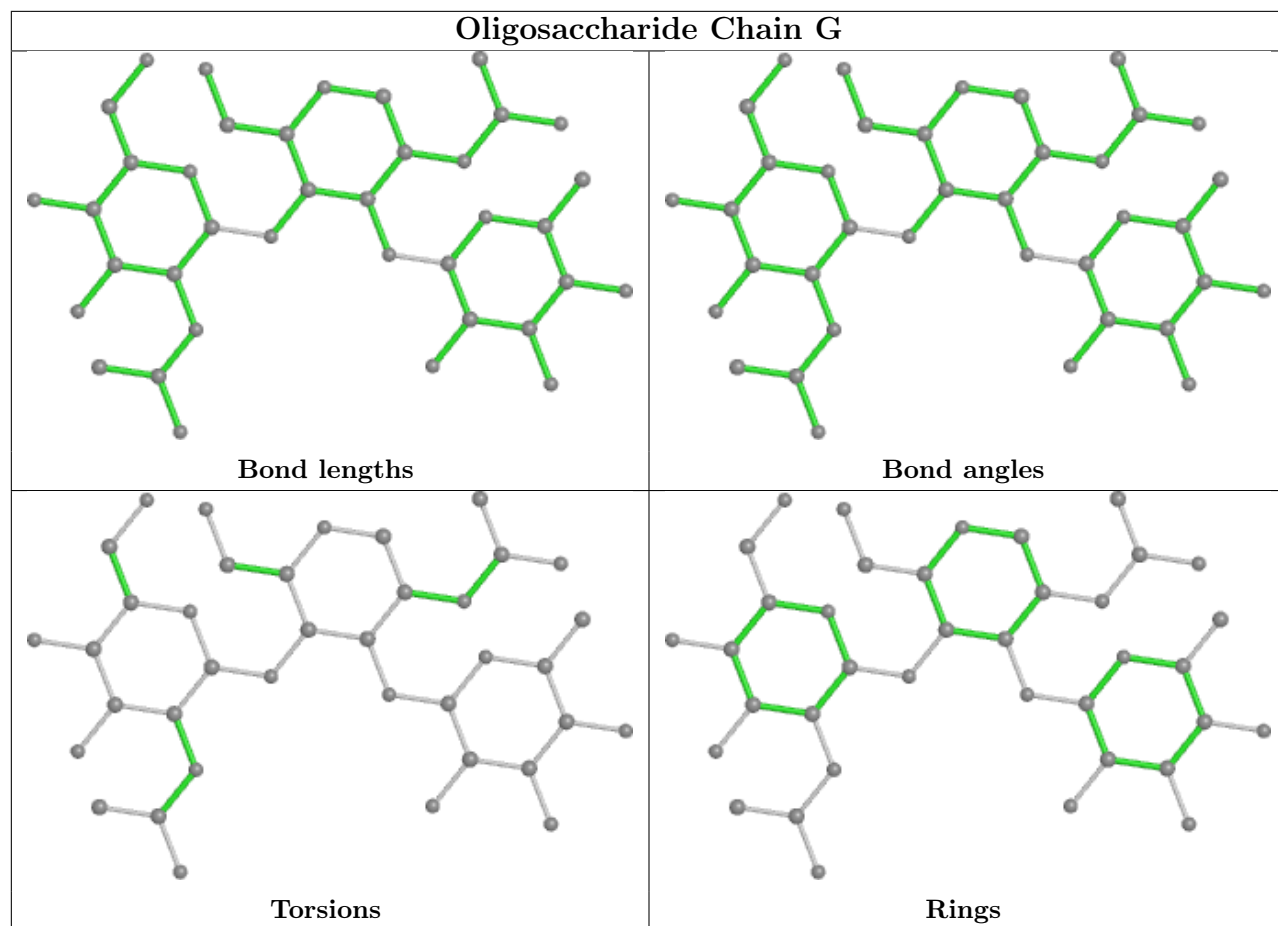 Oligosaccharide Chain G
Bond lengths
Bond angles
Torsions
Rings